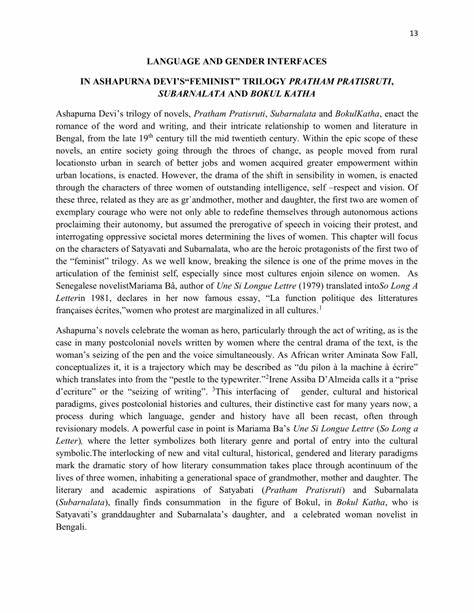 13
LANGUAGE AND GENDER INTERFACES
IN ASHAPURNA DEVI'S“FEMINIST” TRILOGY PRATHAM PRATISRUTI,
SUBARNALATA AND BOKUL KATHA
Ashapurna Devi's trilogy of novels, Pratham Pratisruti, Subarnalata and BokulKatha, enact the
romance of the word and writing, and their intricate relationship to women and literature in
Bengal, from the late 19th century till the mid twentieth century. Within the epic scope of these
novels, an entire society going through the throes of change, as people moved from rural
locationsto urban in search of better jobs and women acquired greater empowerment within
urban locations, is enacted. However, the drama of the shift in sensibility in women, is enacted
through the characters of three women of outstanding intelligence, self –respect and vision. Of
these three, related as they are as gr`andmother, mother and daughter, the first two are women of
exemplary courage who were not only able to redefine themselves through autonomous actions
proclaiming their autonomy, but assumed the prerogative of speech in voicing their protest, and
interrogating oppressive societal mores determining the lives of women. This chapter will focus
on the characters of Satyavati and Subarnalata, who are the heroic protagonists of the first two of
the “feminist” trilogy. As we well know, breaking the silence is one of the prime moves in the
articulation of the feminist self, especially since most cultures enjoin silence on women. As
Senegalese novelistMariama Bâ, author of Une Si Longue Lettre (1979) translated intoSo Long A
Letterin 1981, declares in her now famous essay, “La function politique des litteratures
françaises écrites,”women who protest are marginalized in all cultures.1
Ashapurna's novels celebrate the woman as hero, particularly through the act of writing, as is the
case in many postcolonial novels written by women where the central drama of the text, is the
woman's seizing of the pen and the voice simultaneously. As African writer Aminata Sow Fall,
conceptualizes it, it is a trajectory which may be described as “du pilon à la machine à écrire”
which translates into from the “pestle to the typewriter.”2Irene Assiba D'Almeida calls it a “prise
d'ecriture” or the “seizing of writing”. 3This interfacing of gender, cultural and historical
paradigms, gives postcolonial histories and cultures, their distinctive cast for many years now, a
process during which language, gender and history have all been recast, often through
revisionary models. A powerful case in point is Mariama Ba's Une Si Longue Lettre (So Long a
Letter), where the letter symbolizes both literary genre and portal of entry into the cultural
symbolic.The interlocking of new and vital cultural, historical, gendered and literary paradigms
mark the dramatic story of how literary consummation takes place through acontinuum of the
lives of three women, inhabiting a generational space of grandmother, mother and daughter. The
literary and academic aspirations of Satyabati (Pratham Pratisruti) and Subarnalata
(Subarnalata), finally finds consummation in the figure of Bokul, in Bokul Katha, who is
Satyavati's granddaughter and Subarnalata's daughter, and a celebrated woman novelist in
Bengali.